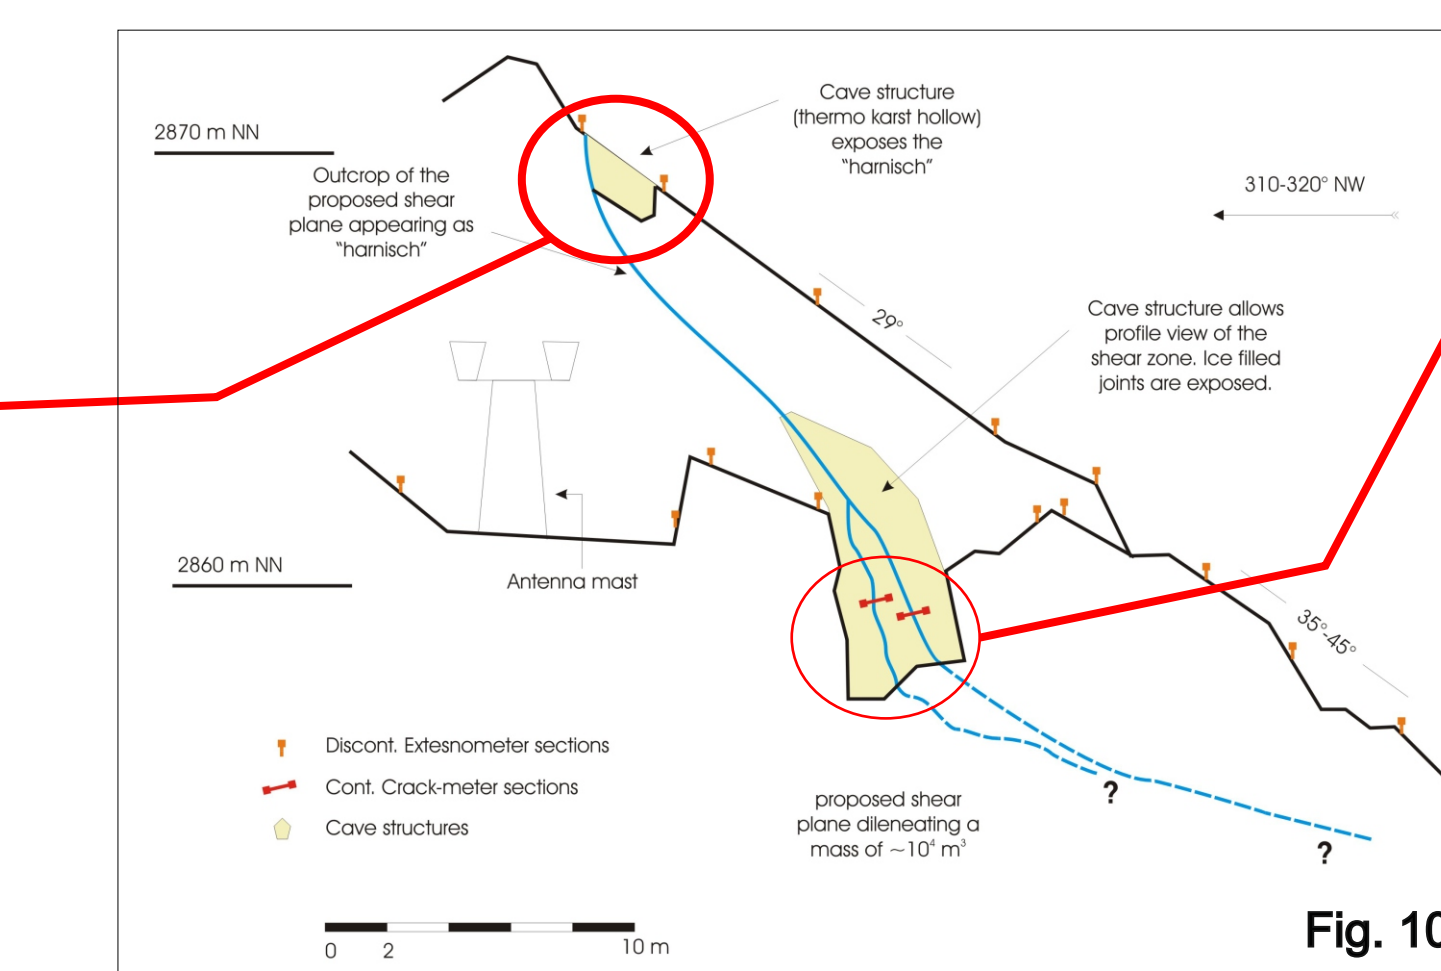 Cave structure
(thermo karst hollow)
exposes the
"harnisch"
2870 m NN
Outcrop of the
proposed shear
plane appearing as
"harnisch"
310-320° NW
29°
Cave structure allows
profile view of the
shear zone. Ice filled
joints are exposed.
2860 m NN
Antenna mast
35°-45°
Discont. Extesnometer sections
Cont. Crack-meter sections
Cave structures
proposed shear
plane dileneating a
mass of ~10⁴ m³
?
?
0 2 10 m
Fig. 10